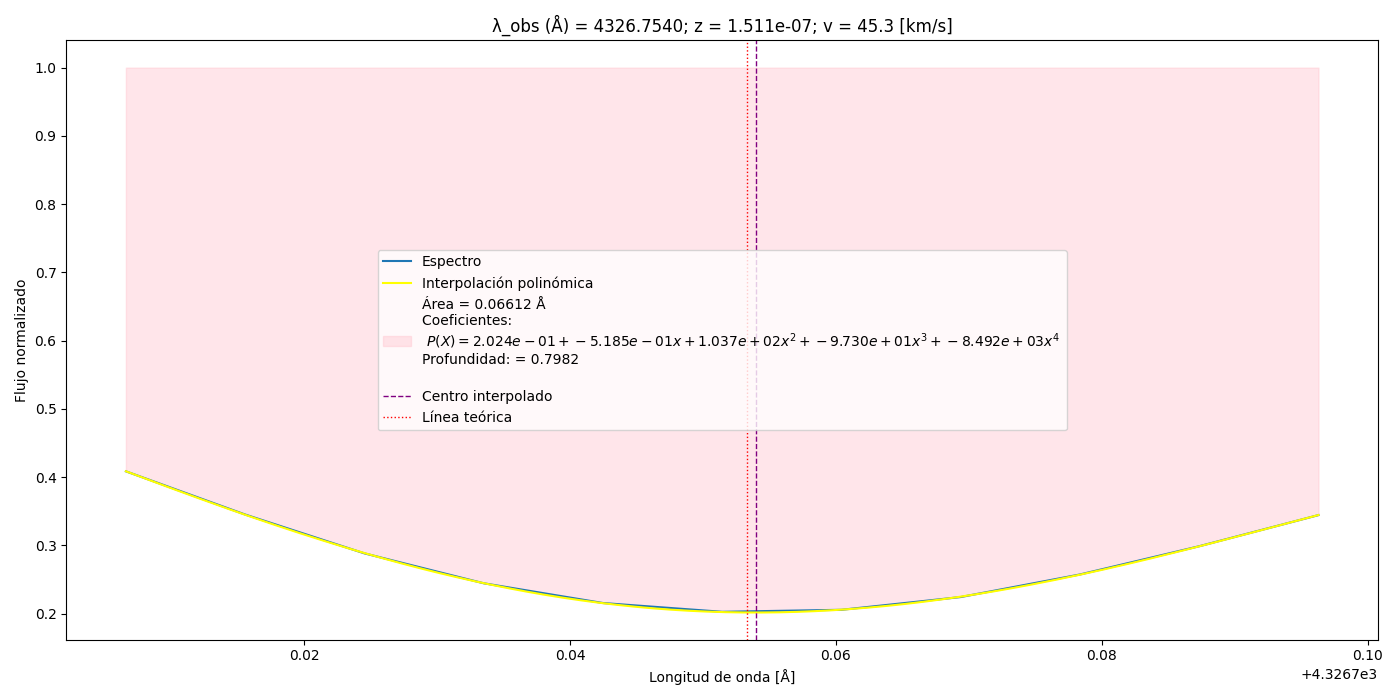 λ_obs (Å) = 4326.7540; z = 1.511e-07; v = 45.3 [km/s]
Flujo normalizado
1.0
0.9
0.8
0.7
0.6
0.5
0.4
0.3
0.2
Espectro
Interpolación polinómica
Área = 0.06612 Å
Coeficientes:
P(X) = 2.024e − 01 + −5.185e − 01x + 1.037e + 02x² + −9.730e + 01x³ + −8.492e + 03x⁴
Profundidad: = 0.7982
Centro interpolado
Línea teórica
0.02 0.04 0.06 0.08 0.10
+4.3267e3
Longitud de onda [Å]